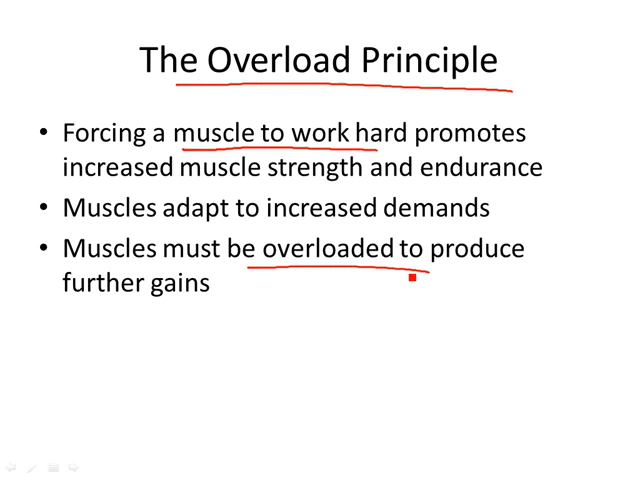 The Overload Principle
• Forcing a muscle to work hard promotes
increased muscle strength and endurance
• Muscles adapt to increased demands
• Muscles must be overloaded to produce
further gains